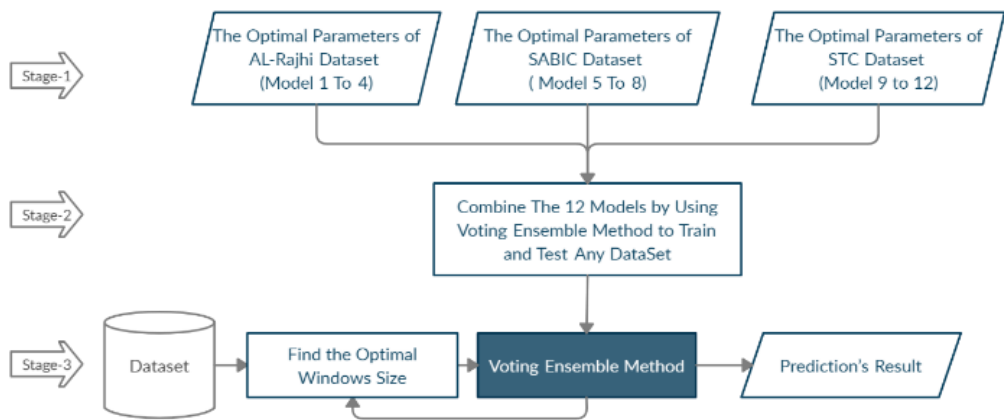 Stage-1
The Optimal Parameters of
AL-Rajhi Dataset
(Model 1 To 4)
The Optimal Parameters of
SABIC Dataset
( Model 5 To 8)
The Optimal Parameters of
STC Dataset
(Model 9 to 12)
Stage-2
Combine The 12 Models by Using
Voting Ensemble Method to Train
and Test Any DataSet
Stage-3
Dataset
Find the Optimal
Windows Size
Voting Ensemble Method
Prediction's Result